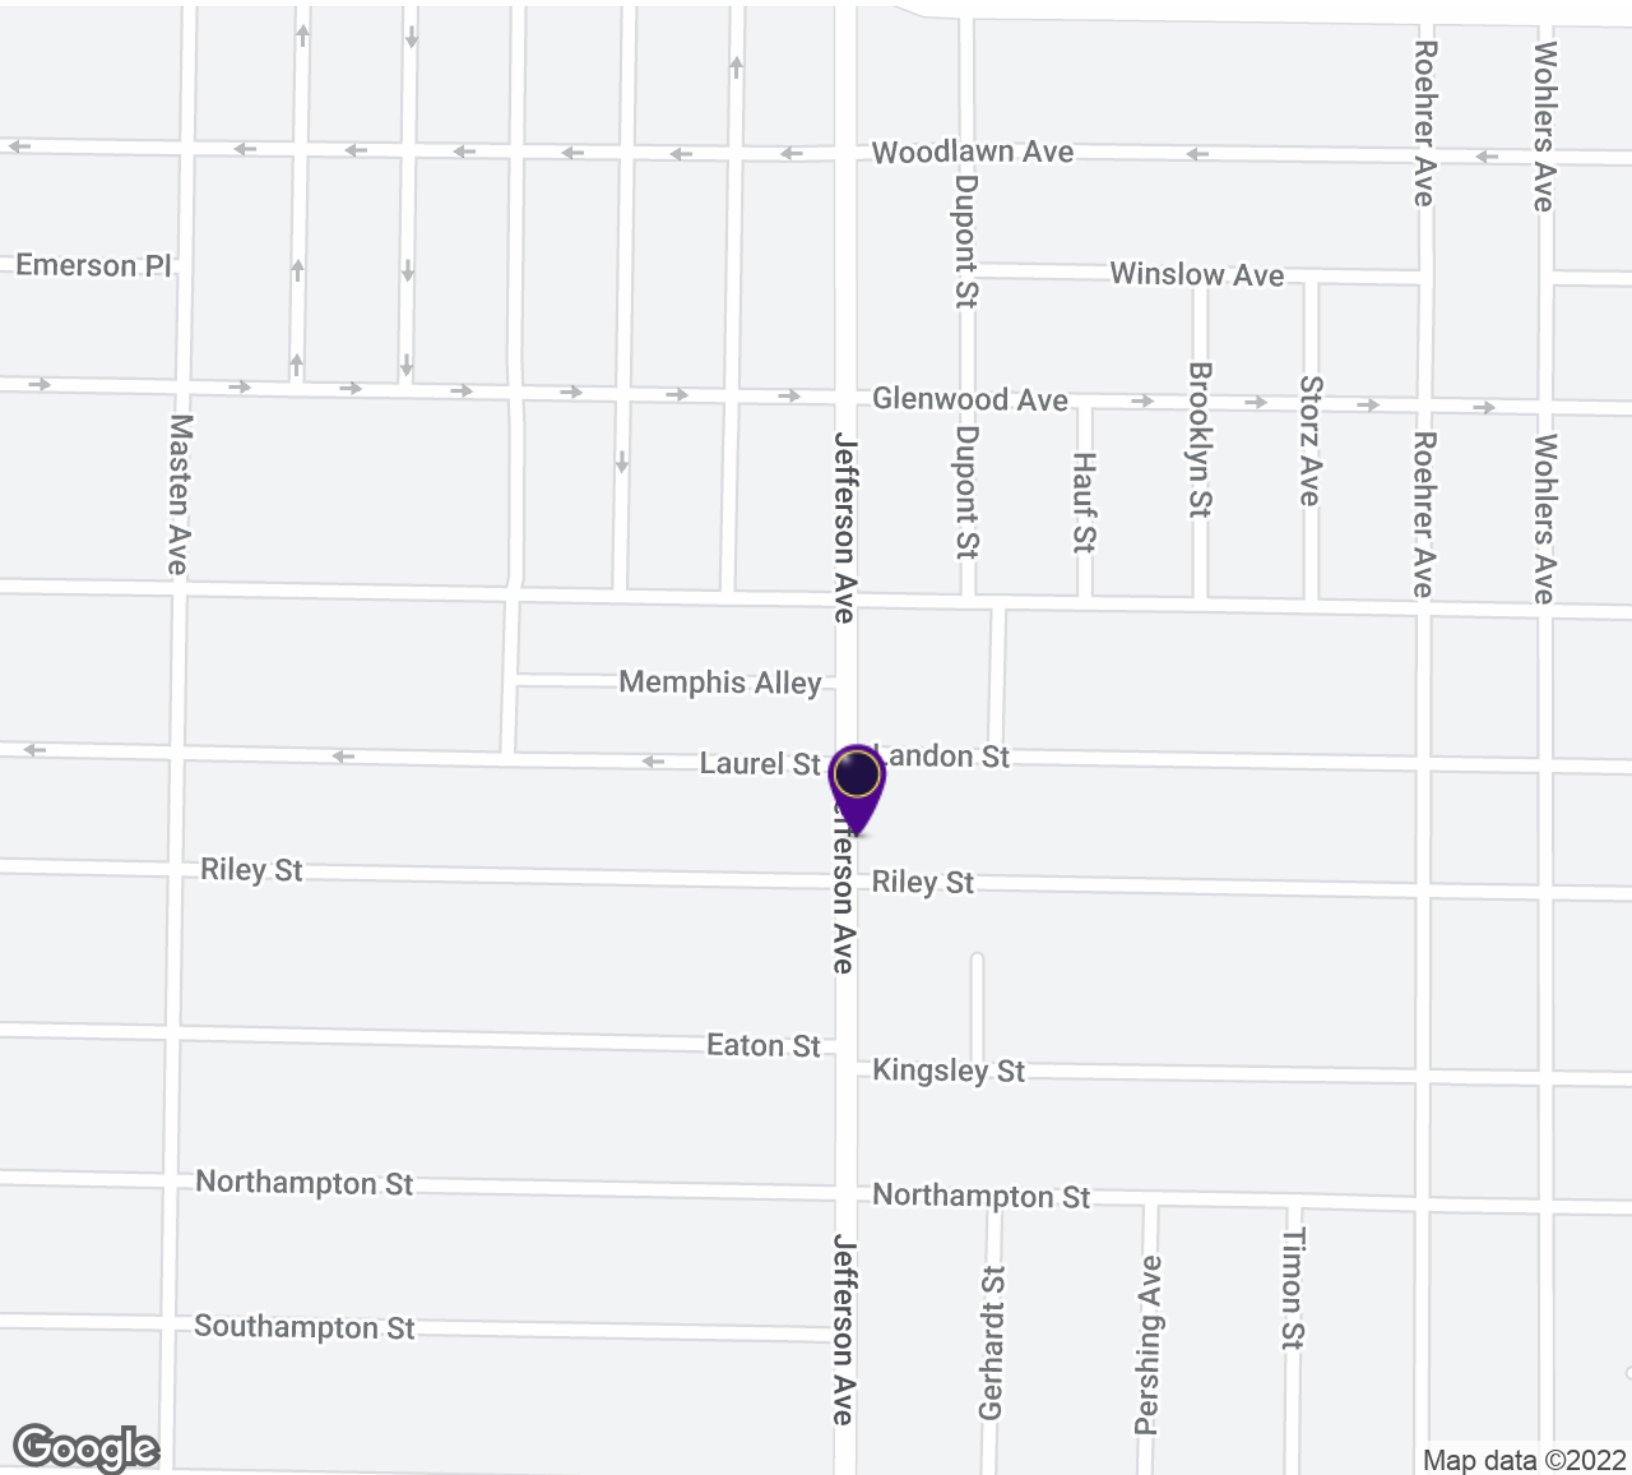 Roehrer Ave
Wohlers Ave
Woodlawn Ave
Dupont St
Emerson Pl
Winslow Ave
Masten Ave
Glenwood Ave
Jefferson Ave
Dupont St
Hauf St
Brooklyn St
Storz Ave
Roehrer Ave
Wohlers Ave
Memphis Alley
Laurel St
Landon St
Jefferson Ave
Riley St
Riley St
Eaton St
Kingsley St
Northampton St
Northampton St
Jefferson Ave
Gerhardt St
Pershing Ave
Timon St
Southampton St
Google
Map data ©2022